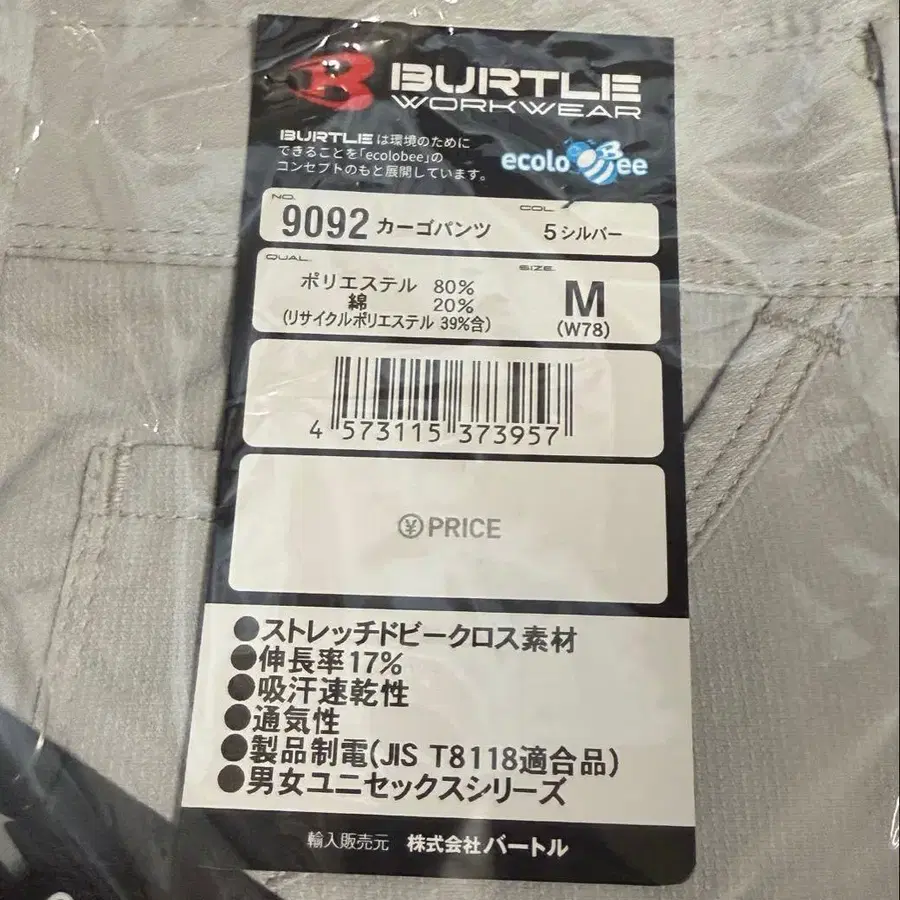 BURTLE
WORKWEAR
BURTLEは環境のために
できることを「ecolobee」の
コンセプトのもと展開しています。
ecolo Bee
NO.
9092 カーゴパンツ
COL.
5 シルバー
QUAL.
ポリエステル 80%
綿 20%
(リサイクルポリエステル 39%含)
SIZE
M
(W78)
4 573115 373957
¥PRICE
●ストレッチドビークロス素材
●伸長率17%
●吸汗速乾性
●通気性
●製品制電(JIS T8118適合品)
●男女ユニセックスシリーズ
輸入販売元 株式会社バートル